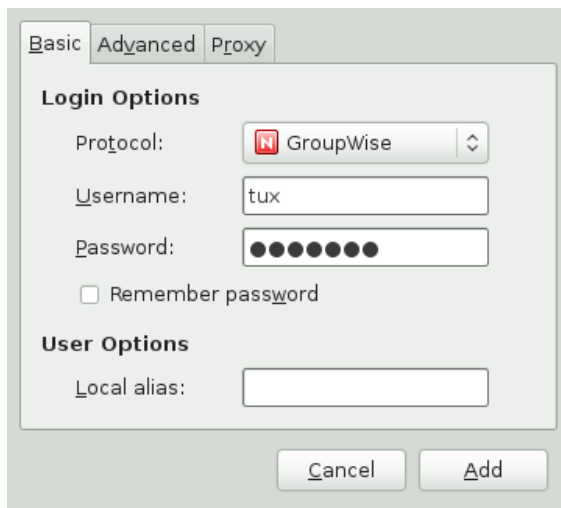 Basic Advanced Proxy
Login Options
Protocol: N GroupWise
Username: tux
Password: ●●●●●●●
Remember password
User Options
Local alias:
Cancel Add